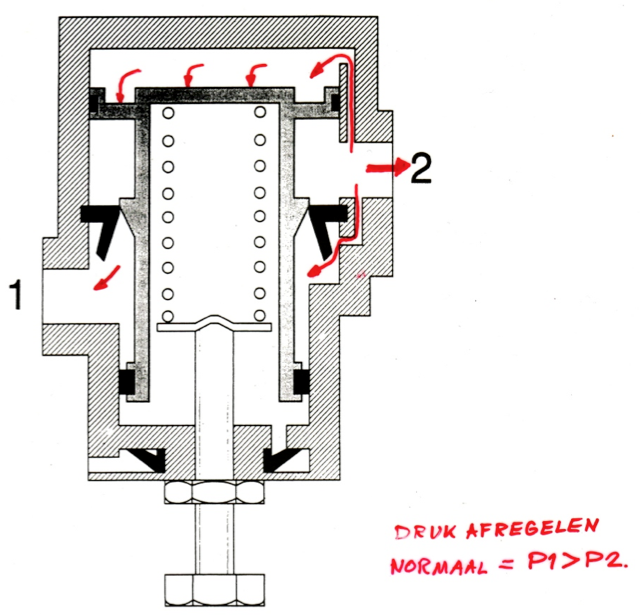 2
1
DRUK AFREGELEN
NORMAAL = P1>P2.